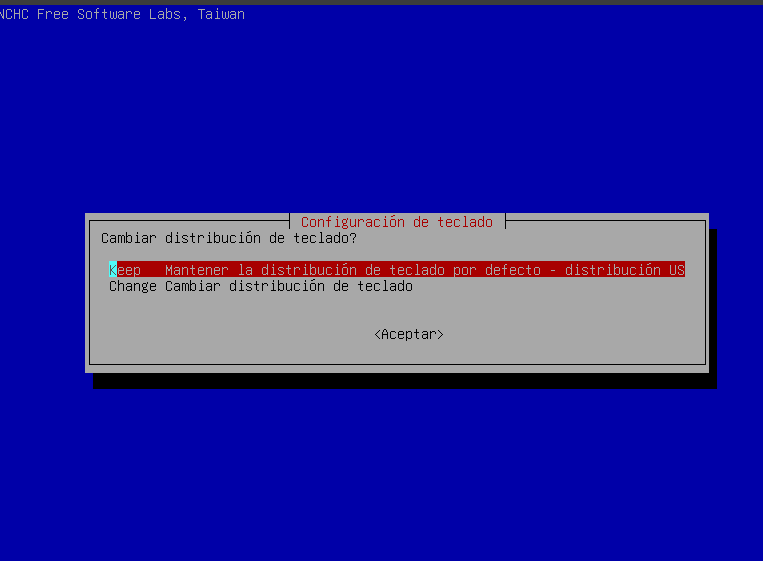 NCHC Free Software Labs, Taiwan
Configuración de teclado
Cambiar distribución de teclado?
Keep Mantener la distribución de teclado por defecto - distribución US
Change Cambiar distribución de teclado
<Aceptar>